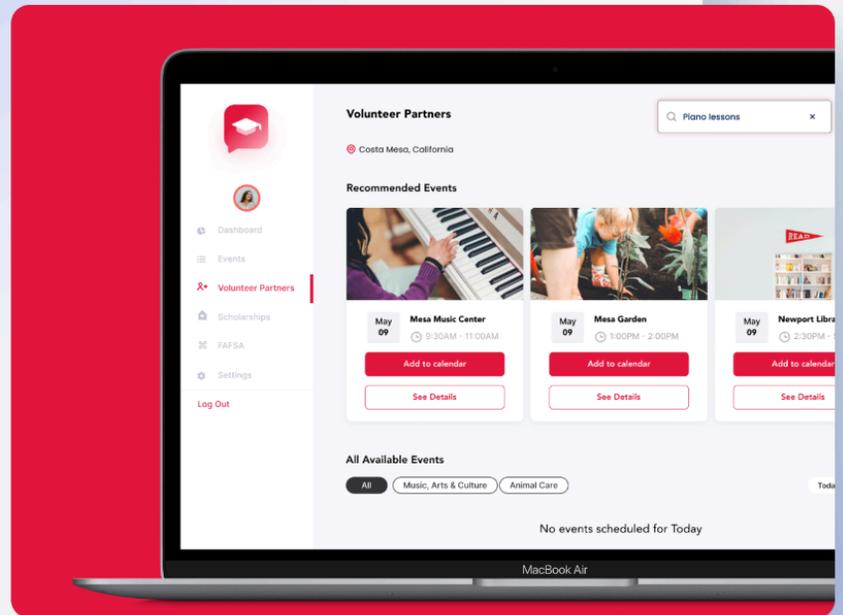 Volunteer Partners
Piano lessons
Costa Mesa, California
Dashboard
Events
Volunteer Partners
Scholarships
FAFSA
Settings
Log Out
Recommended Events
READ
May
09
Mesa Music Center
9:30AM - 11:00AM
Add to calendar
See Details
May
09
Mesa Garden
1:00PM - 2:00PM
Add to calendar
See Details
May
09
Newport Libra
2:30PM -
Add to calendar
See Details
All Available Events
All
Music, Arts & Culture
Animal Care
Toda
No events scheduled for Today
MacBook Air